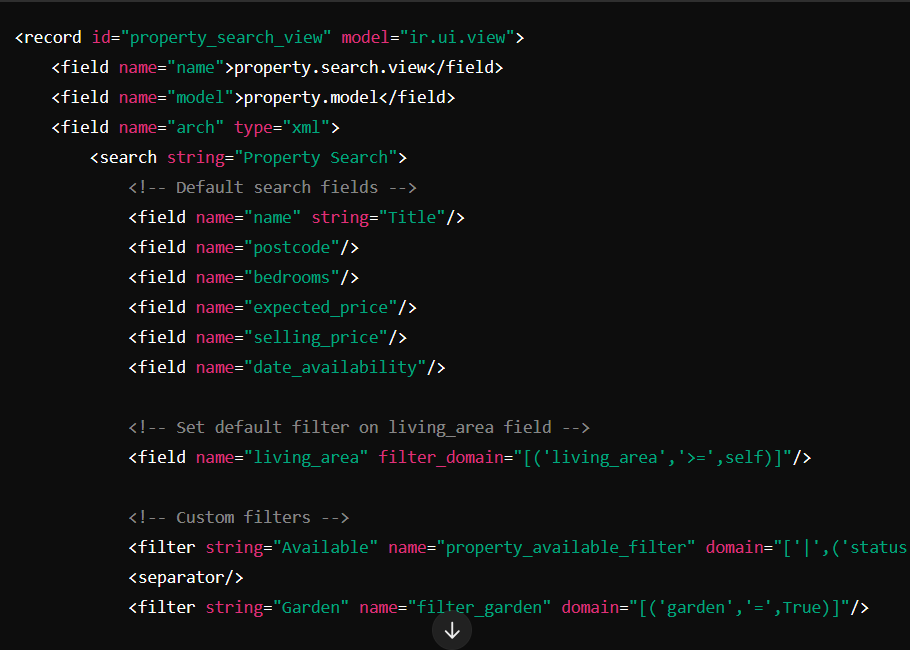 <record id="property_search_view" model="ir.ui.view">
<field name="name">property.search.view</field>
<field name="model">property.model</field>
<field name="arch" type="xml">
<search string="Property Search">
<!-- Default search fields -->
<field name="name" string="Title"/>
<field name="postcode"/>
<field name="bedrooms"/>
<field name="expected_price"/>
<field name="selling_price"/>
<field name="date_availability"/>
<!-- Set default filter on living_area field -->
<field name="living_area" filter_domain="[('living_area','>=',self)]"/>
<!-- Custom filters -->
<filter string="Available" name="property_available_filter" domain="['|',('status
<separator/>
<filter string="Garden" name="filter_garden" domain="[('garden','=',True)]"/>